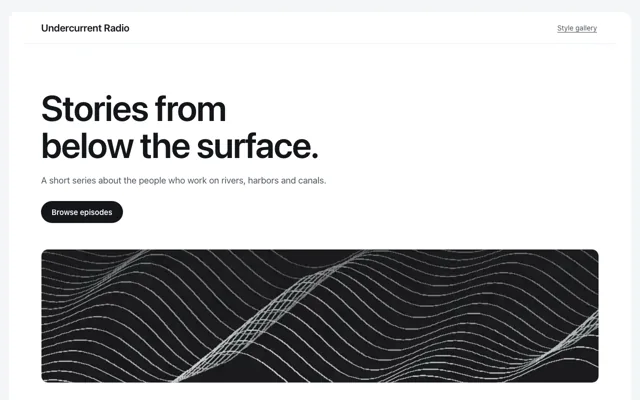 Undercurrent Radio
Style gallery
Stories from
below the surface.
A short series about the people who work on rivers, harbors and canals.
Browse episodes